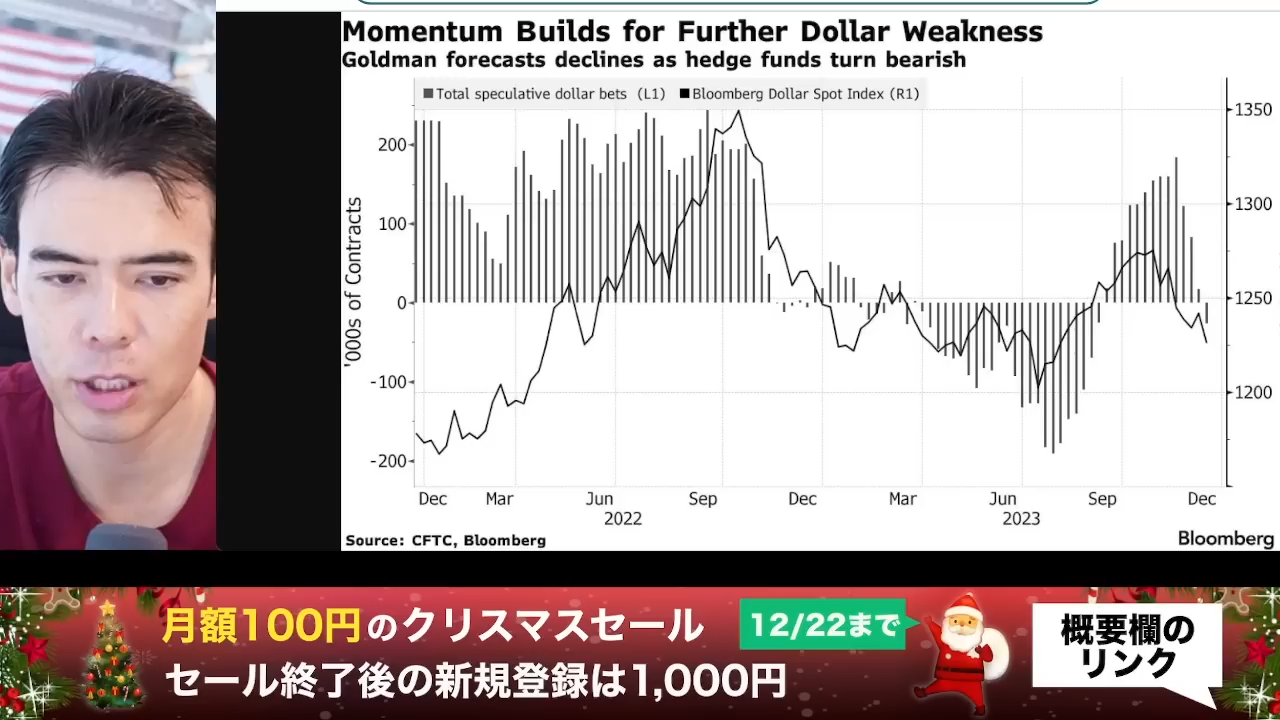 Momentum Builds for Further Dollar Weakness
Goldman forecasts declines as hedge funds turn bearish
Total speculative dollar bets (L1) Bloomberg Dollar Spot Index (R1)
'000s of Contracts
200
100
0
-100
-200
1350
1300
1250
1200
Dec Mar Jun Sep Dec Mar Jun Sep Dec
2022 2023
Source: CFTC, Bloomberg
Bloomberg
月額100円のクリスマスセール
12/22まで
セール終了後の新規登録は1,000円
概要欄の
リンク